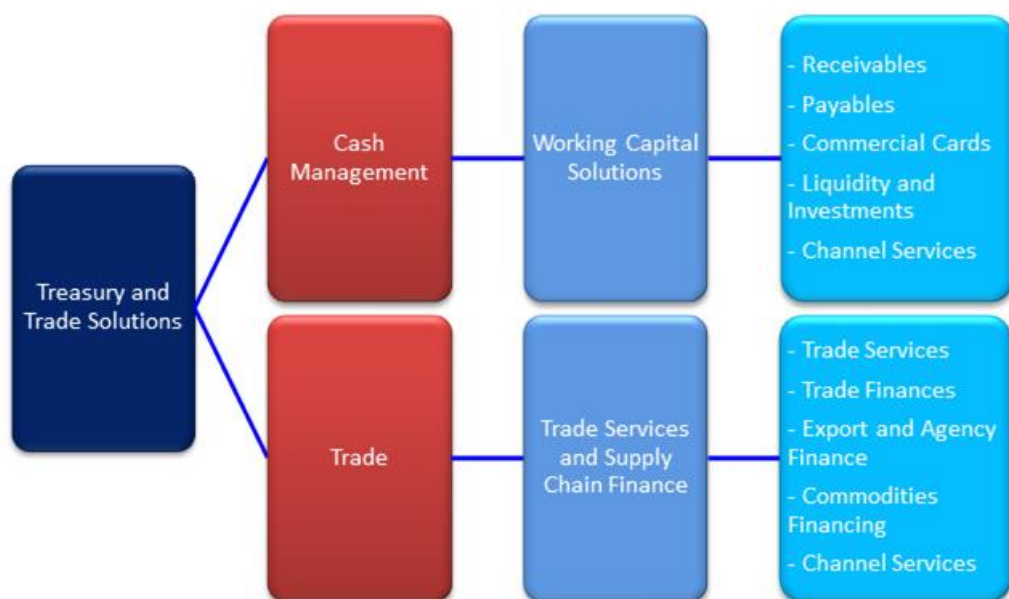 Treasury and
Trade Solutions
Cash
Management
Working Capital
Solutions
- Receivables
- Payables
- Commercial Cards
- Liquidity and
Investments
- Channel Services
Trade
Trade Services
and Supply
Chain Finance
- Trade Services
- Trade Finances
- Export and Agency
Finance
- Commodities
Financing
- Channel Services